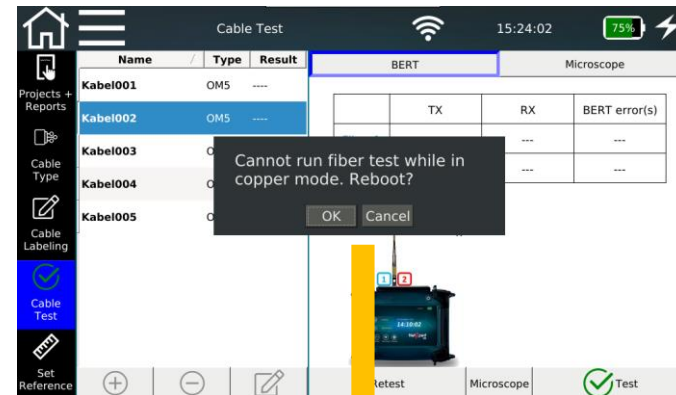 Cable Test
15:24:02
75%
Projects +
Reports
Cable
Type
Cable
Labeling
Cable
Test
Set
Reference
Name / Type Result
Kabel001 OM5 ----
Kabel002 OM5 ----
Kabel003
Kabel004
Kabel005
BERT Microscope
TX RX BERT error(s)
--- ---
--- ---
Cannot run fiber test while in
copper mode. Reboot?
OK Cancel
1 2
14:10:02
Microscope Test